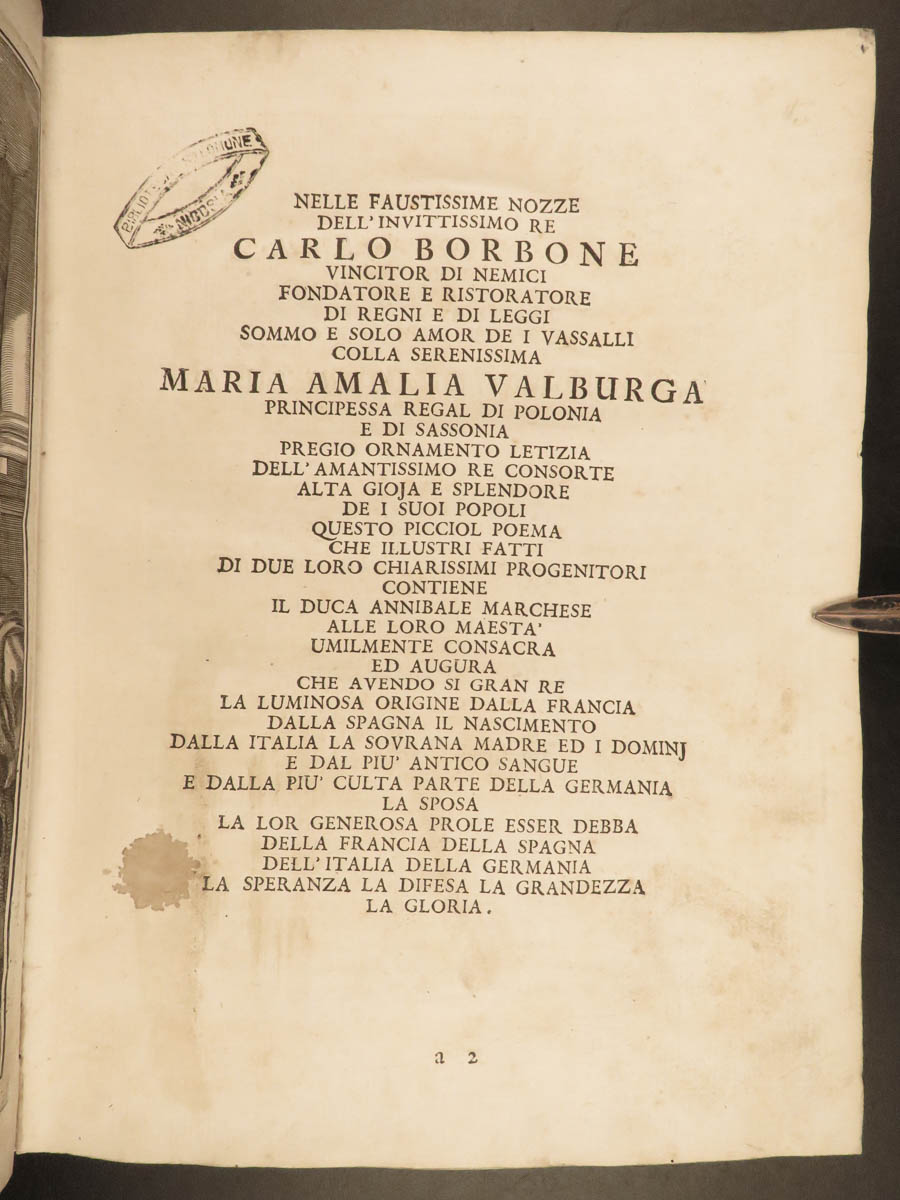 NELLE FAUSTISSIME NOZZE
DELL'INVITTISSIMO RE
CARLO BORBONE
VINCITOR DI NEMICI
FONDATORE E RISTORATORE
DI REGNI E DI LEGGI
SOMMO E SOLO AMOR DE I VASSALLI
COLLA SERENISSIMA
MARIA AMALIA VALBURGA
PRINCIPESSA REGAL DI POLONIA
E DI SASSONIA
PREGIO ORNAMENTO LETIZIA
DELL'AMANTISSIMO RE CONSORTE
ALTA GIOJA E SPLENDORE
DE I SUOI POPOLI
QUESTO PICCIOL POEMA
CHE ILLUSTRI FATTI
DI DUE LORO CHIARISSIMI PROGENITORI
CONTIENE
IL DUCA ANNIBALE MARCHESE
ALLE LORO MAESTA'
UMILMENTE CONSACRA
ED AUGURA
CHE AVENDO SI GRAN RE
LA LUMINOSA ORIGINE DALLA FRANCIA
DALLA SPAGNA IL NASCIMENTO
DALLA ITALIA LA SOVRANA MADRE ED I DOMINJ
E DAL PIU' ANTICO SANGUE
E DALLA PIU' CULTA PARTE DELLA GERMANIA
LA SPOSA
LA LOR GENEROSA PROLE ESSER DEBBA
DELLA FRANCIA DELLA SPAGNA
DELL'ITALIA DELLA GERMANIA
LA SPERANZA LA DIFESA LA GRANDEZZA
LA GLORIA.
a 2